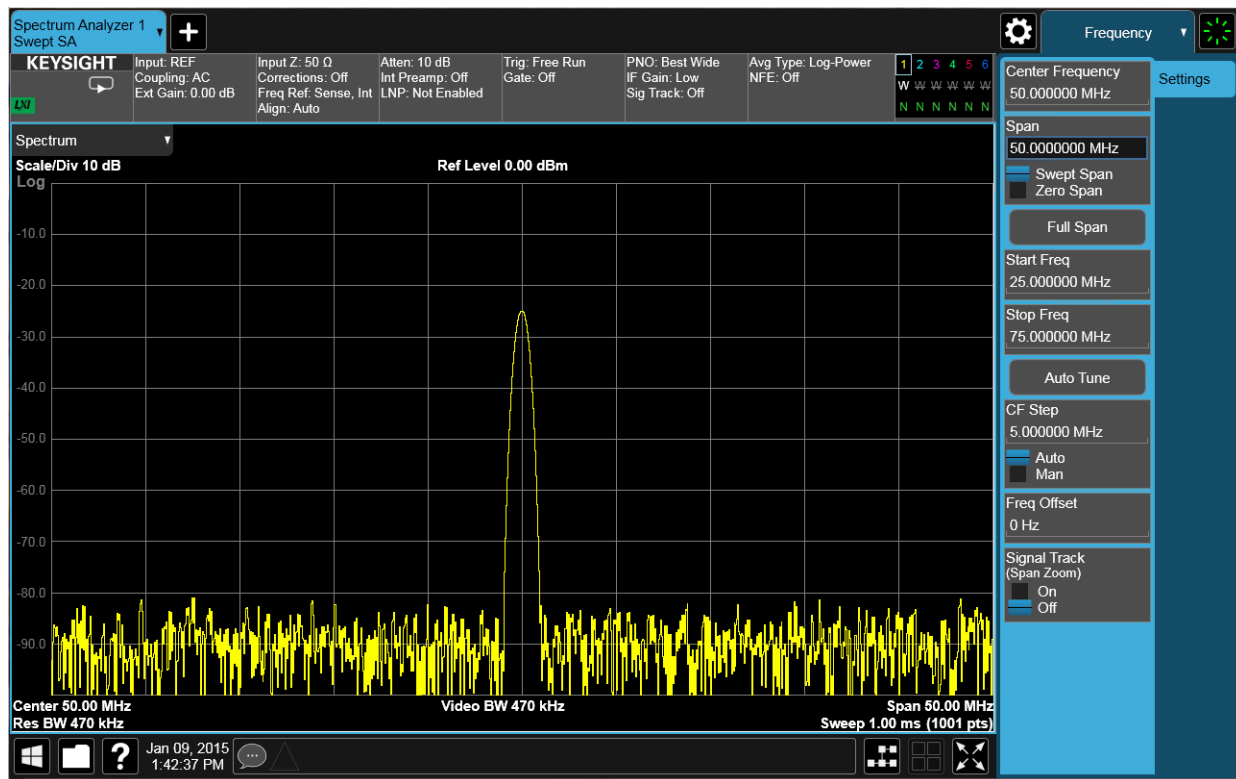 Spectrum Analyzer 1
Swept SA
Frequency
KEYSIGHT
LXI
Input: REF
Coupling: AC
Ext Gain: 0.00 dB
Input Z: 50 Ω
Corrections: Off
Freq Ref: Sense, Int
Align: Auto
Atten: 10 dB
Int Preamp: Off
LNP: Not Enabled
Trig: Free Run
Gate: Off
PNO: Best Wide
IF Gain: Low
Sig Track: Off
Avg Type: Log-Power
NFE: Off
1 2 3 4 5 6
W W W W W W
N N N N N N
Spectrum
Scale/Div 10 dB
Ref Level 0.00 dBm
Log
-10.0
-20.0
-30.0
-40.0
-50.0
-60.0
-70.0
-80.0
-90.0
Center 50.00 MHz
Video BW 470 kHz
Span 50.00 MHz
Res BW 470 kHz
Sweep 1.00 ms (1001 pts)
Center Frequency
50.000000 MHz
Settings
Span
50.0000000 MHz
Swept Span
Zero Span
Full Span
Start Freq
25.000000 MHz
Stop Freq
75.000000 MHz
Auto Tune
CF Step
5.000000 MHz
Auto
Man
Freq Offset
0 Hz
Signal Track
(Span Zoom)
On
Off
?
Jan 09, 2015
1:42:37 PM